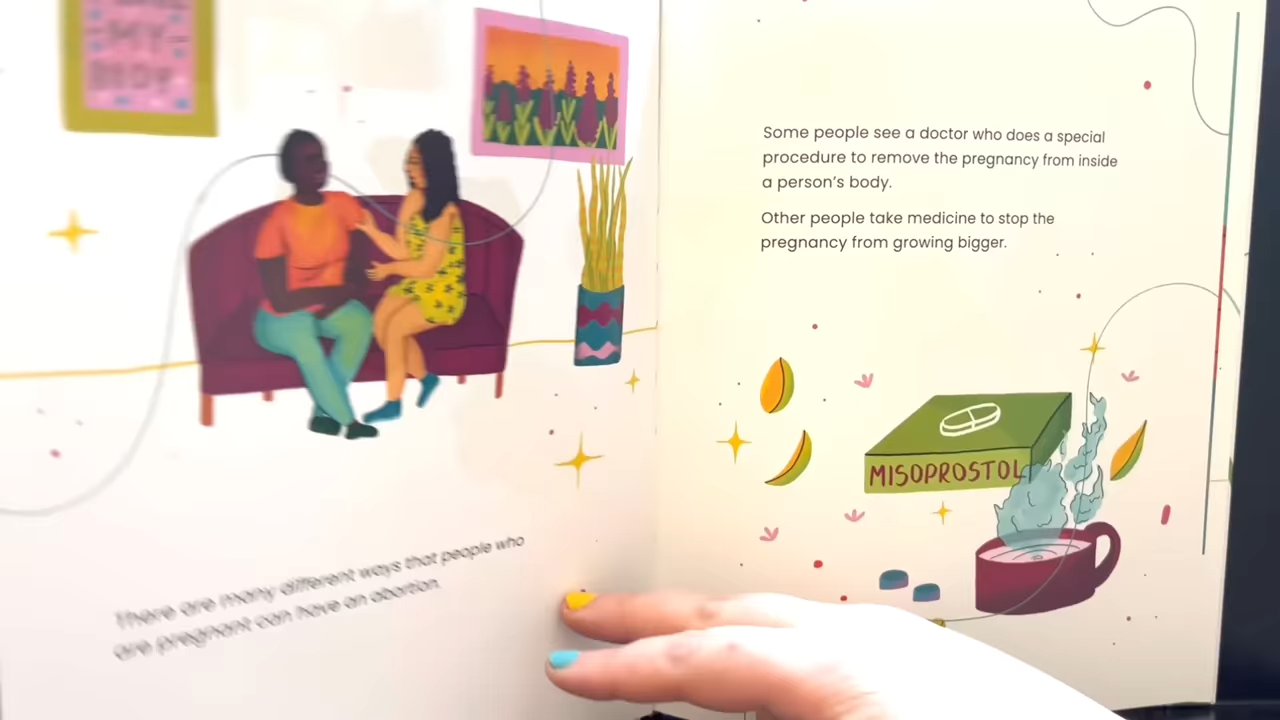 MY
BODY
There are many different ways that people who
are pregnant can have an abortion.
Some people see a doctor who does a special
procedure to remove the pregnancy from inside
a person's body.
Other people take medicine to stop the
pregnancy from growing bigger.
MISOPROSTOL